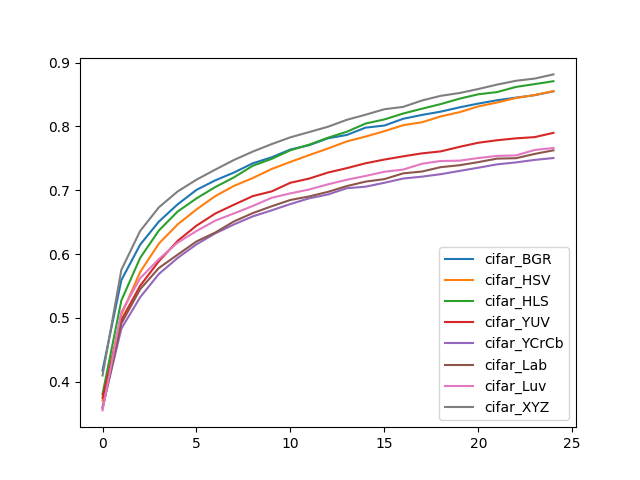 0.9
0.8
0.7
0.6
0.5
0.4
cifar_BGR
cifar_HSV
cifar_HLS
cifar_YUV
cifar_YCrCb
cifar_Lab
cifar_Luv
cifar_XYZ
0 5 10 15 20 25